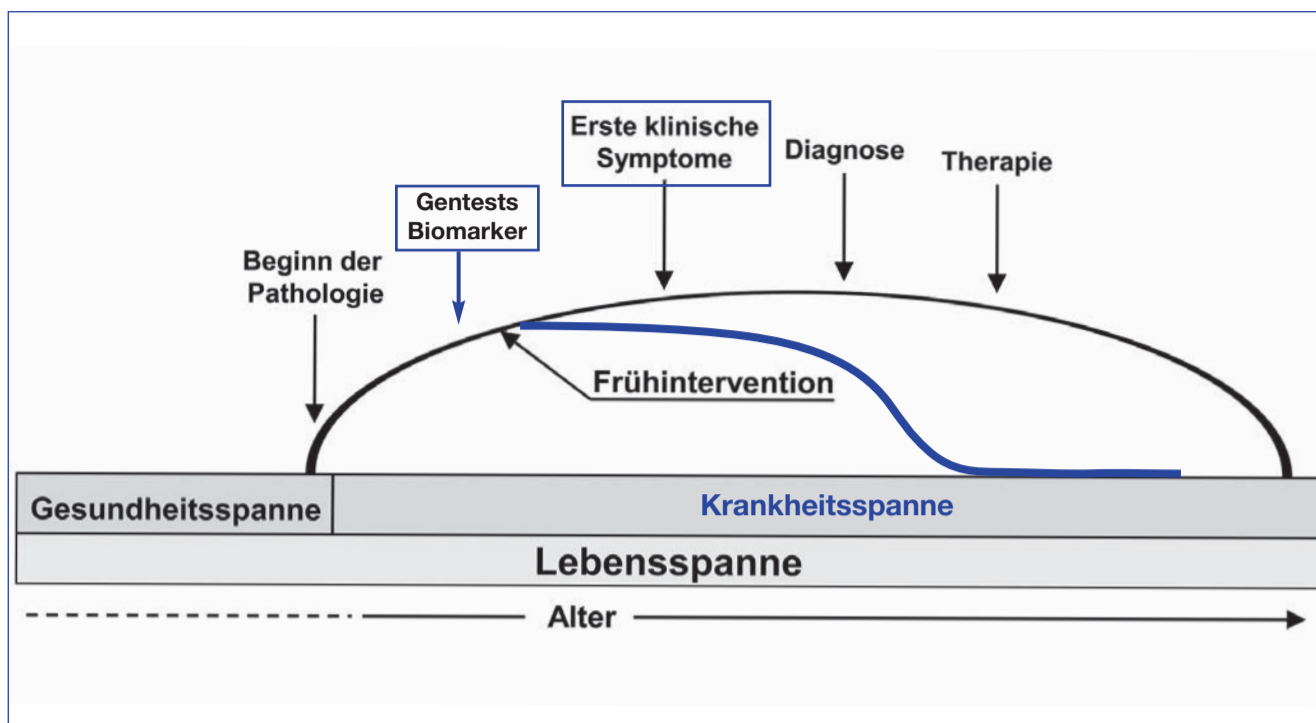 Erste klinische
Symptome
Diagnose
Therapie
Gentests
Biomarker
Beginn der
Pathologie
Frühintervention
Gesundheitsspanne
Krankheitsspanne
Lebensspanne
Alter